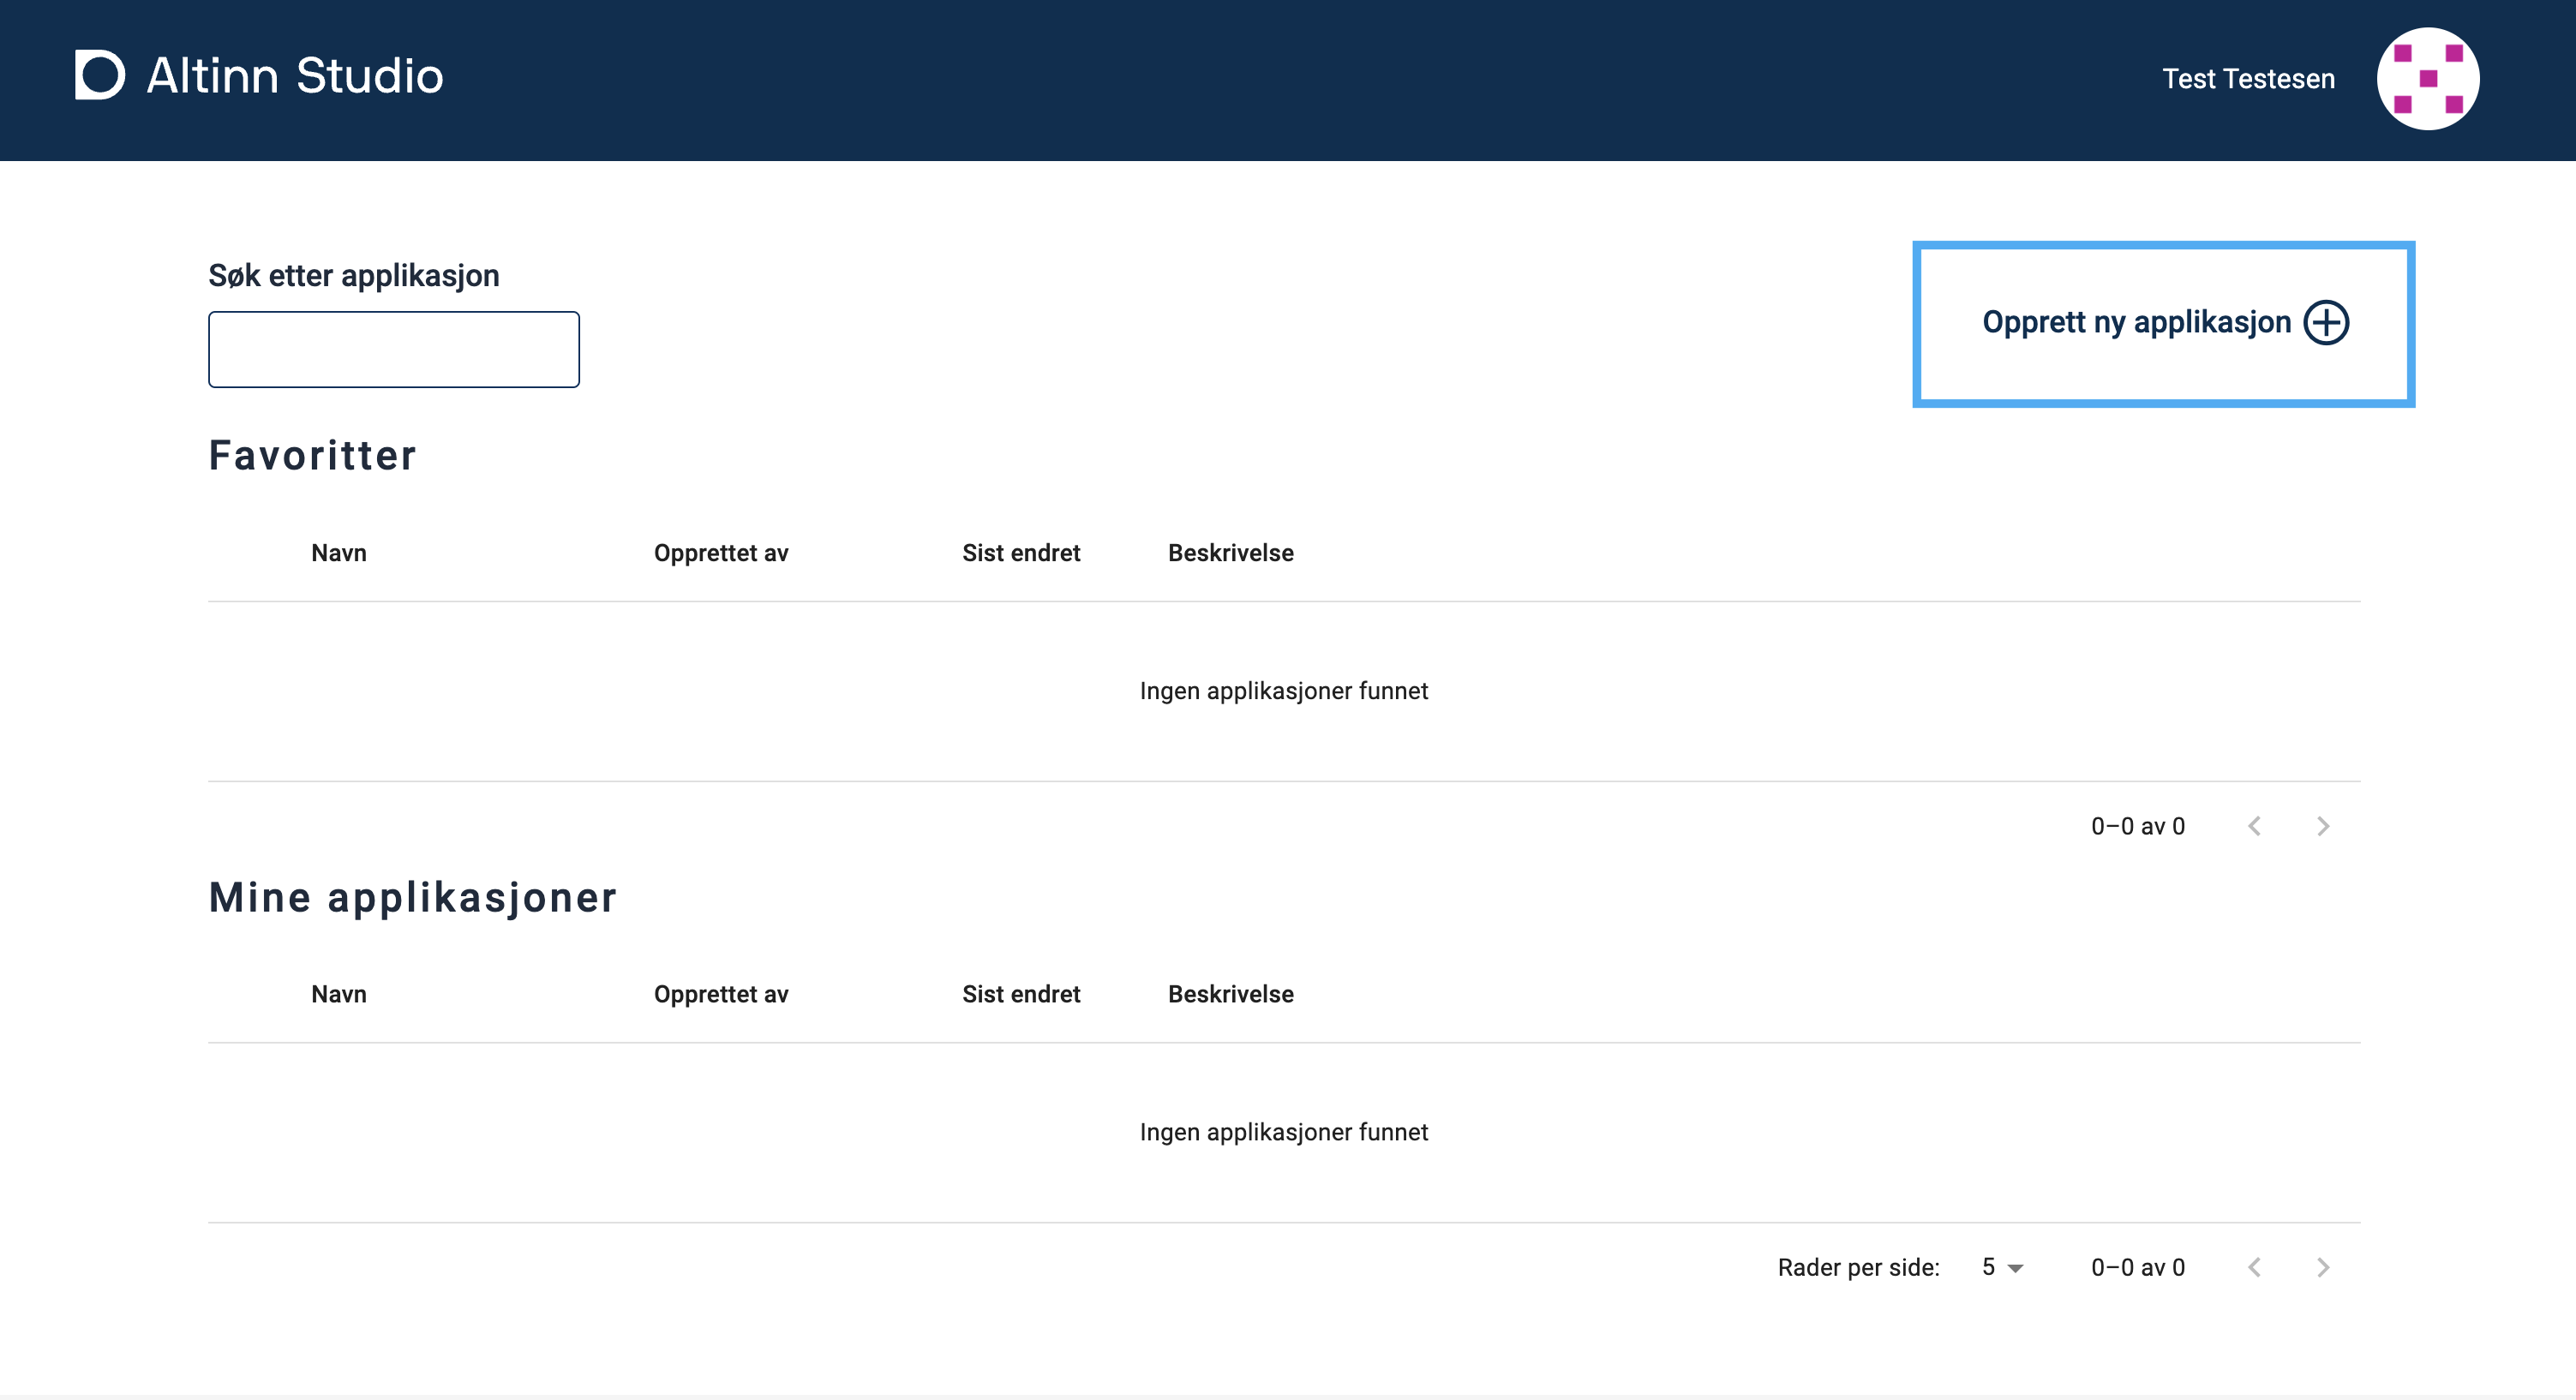 Altinn Studio
Test Testesen
Søk etter applikasjon
Opprett ny applikasjon
Favoritter
Navn Opprettet av Sist endret Beskrivelse
Ingen applikasjoner funnet
0–0 av 0
Mine applikasjoner
Navn Opprettet av Sist endret Beskrivelse
Ingen applikasjoner funnet
Rader per side: 5 0–0 av 0